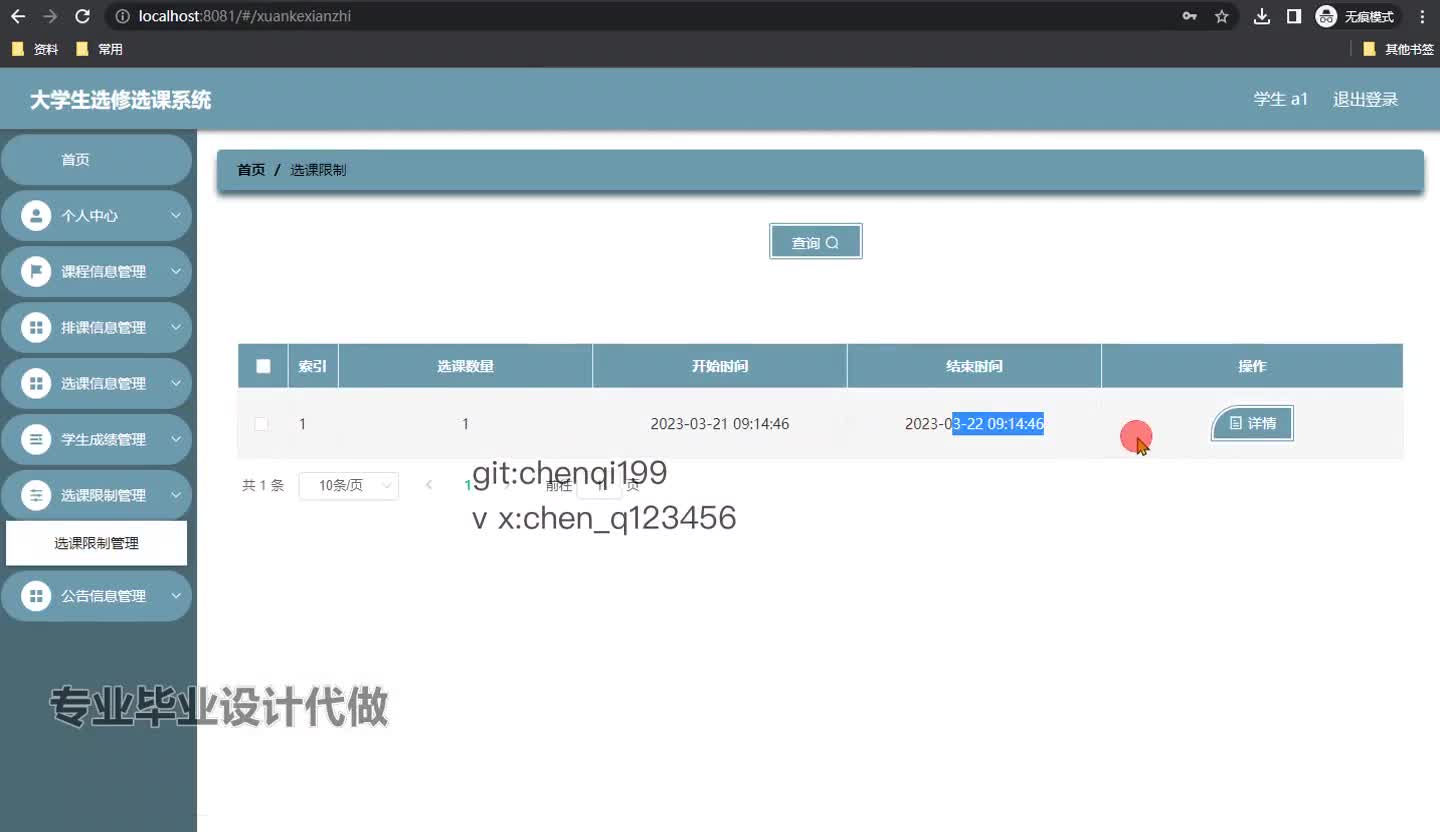 localhost:8081/#/xuankexianzhi
无痕模式
资料
常用
其他书签
大学生选修选课系统
学生 a1
退出登录
首页
个人中心
课程信息管理
排课信息管理
选课信息管理
学生成绩管理
选课限制管理
选课限制管理
公告信息管理
首页 / 选课限制
查询
索引 选课数量 开始时间 结束时间 操作
1 1 2023-03-21 09:14:46 2023-03-22 09:14:46 详情
共 1 条 10条/页 1 前往 1 页
git:chenqi199
v x:chen_q123456
专业毕业设计代做